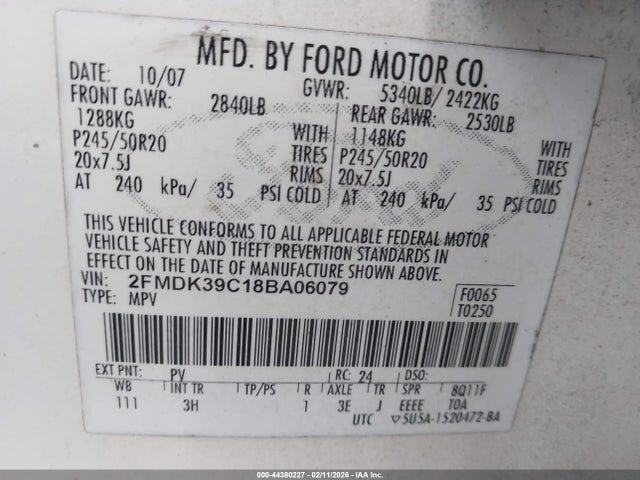 MFD. BY FORD MOTOR CO.
DATE: 10/07 GVWR: 5340LB/ 2422KG
FRONT GAWR: 2840LB REAR GAWR: 2530LB
1288KG WITH 1148KG WITH
P245/50R20 TIRES P245/50R20 TIRES
20x7.5J RIMS 20x7.5J RIMS
AT 240 kPa/ 35 PSI COLD AT 240 kPa/ 35 PSI COLD
THIS VEHICLE CONFORMS TO ALL APPLICABLE FEDERAL MOTOR
VEHICLE SAFETY AND THEFT PREVENTION STANDARDS IN
EFFECT ON THE DATE OF MANUFACTURE SHOWN ABOVE.
VIN: 2FMDK39C18BA06079 F0065
TYPE: MPV T0250
EXT PNT: PV RC: 24 DSO:
WB INT TR TP/PS R AXLE TR SPR 8Q11F
111 3H 1 3E J EEEE T0A
UTC ▽5U5A-1520472-BA
000-44380227 - 02/11/2026 - IAA Inc.